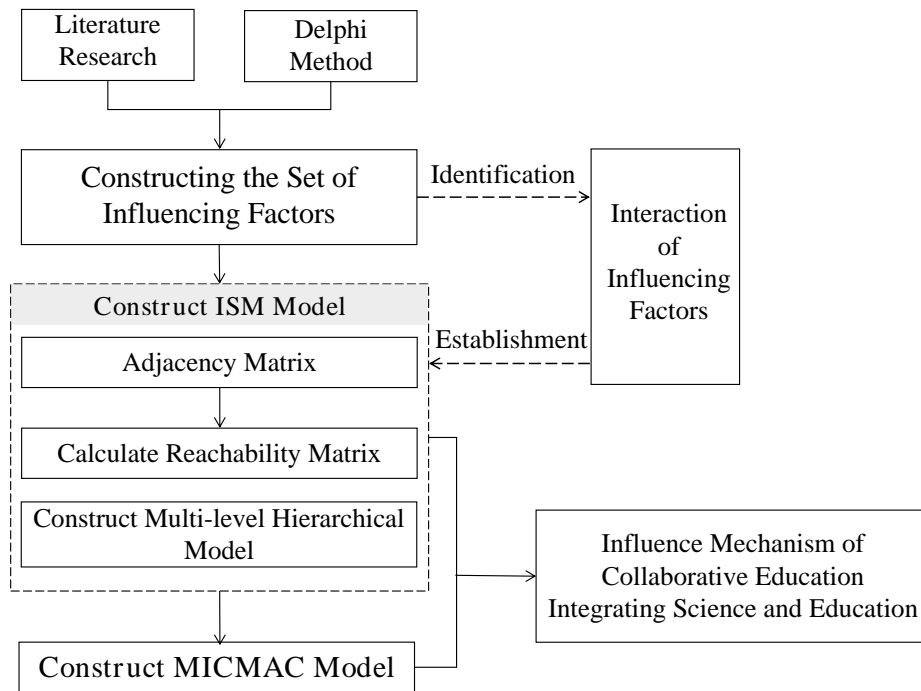 Literature
Research
Delphi
Method
Constructing the Set of
Influencing Factors
Identification
Interaction
of
Influencing
Factors
Construct ISM Model
Establishment
Adjacency Matrix
Calculate Reachability Matrix
Construct Multi-level Hierarchical
Model
Influence Mechanism of
Collaborative Education
Integrating Science and Education
Construct MICMAC Model